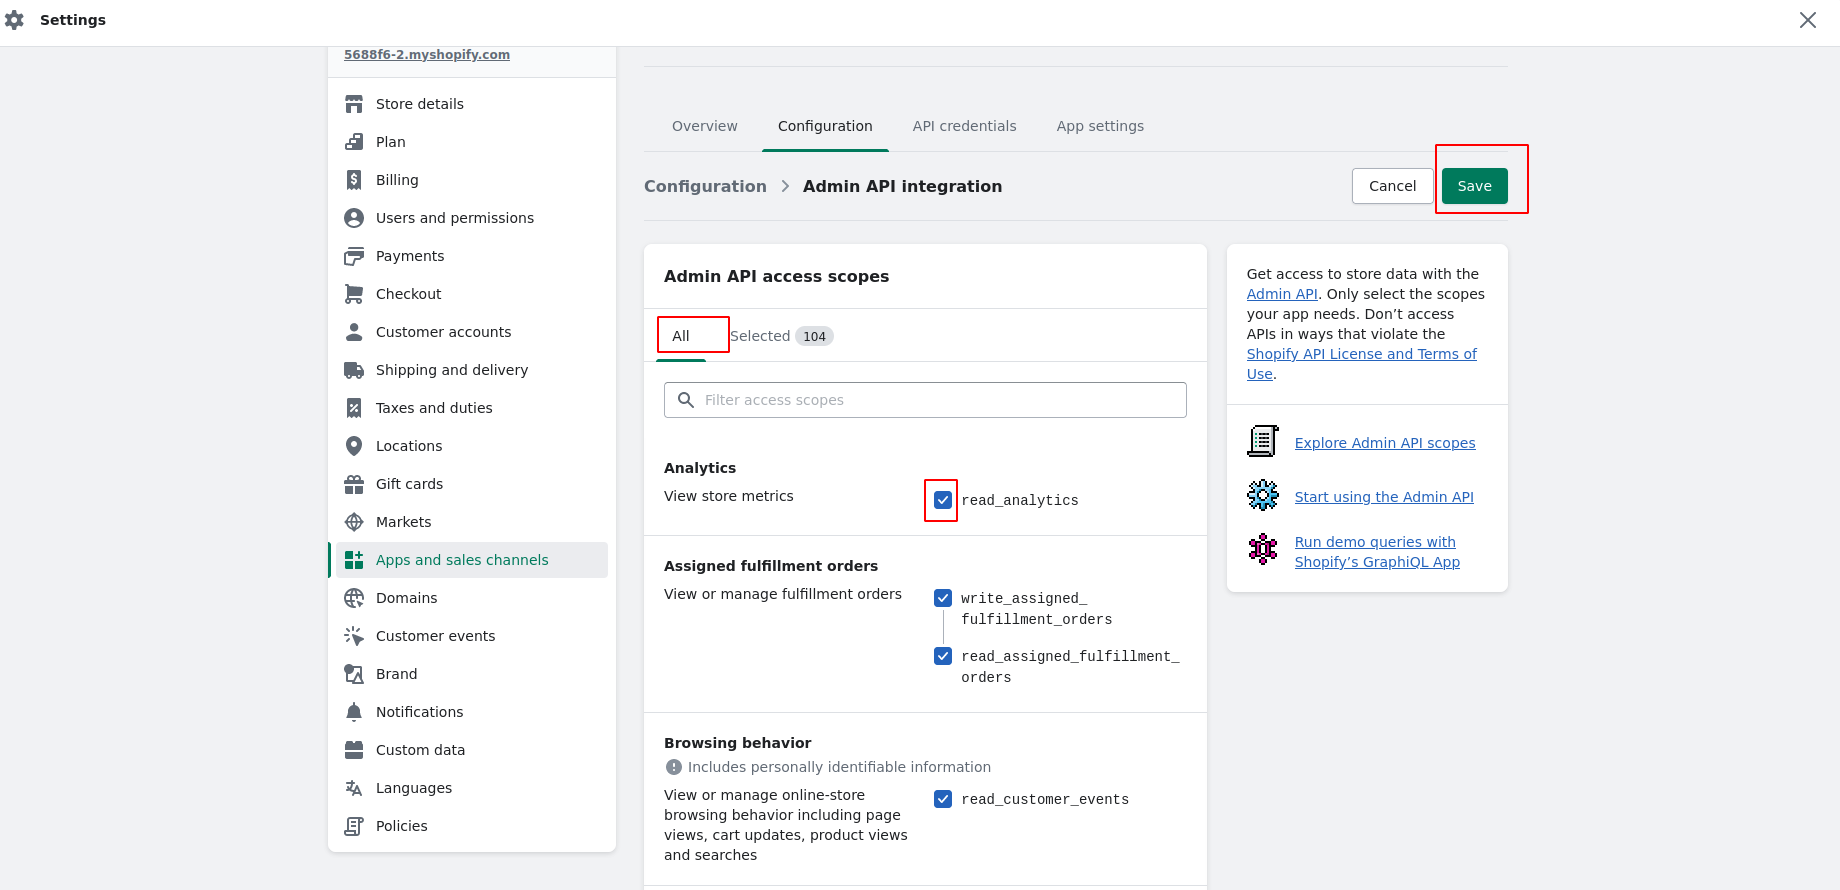 Settings
5688f6-2.myshopify.com
Store details
Plan
Billing
Users and permissions
Payments
Checkout
Customer accounts
Shipping and delivery
Taxes and duties
Locations
Gift cards
Markets
Apps and sales channels
Domains
Customer events
Brand
Notifications
Custom data
Languages
Policies
Overview Configuration API credentials App settings
Configuration > Admin API integration
Cancel Save
Admin API access scopes
All Selected 104
Filter access scopes
Analytics
View store metrics
read_analytics
Assigned fulfillment orders
View or manage fulfillment orders
write_assigned_
fulfillment_orders
read_assigned_fulfillment_
orders
Browsing behavior
Includes personally identifiable information
View or manage online-store
browsing behavior including page
views, cart updates, product views
and searches
read_customer_events
Get access to store data with the
Admin API. Only select the scopes
your app needs. Don’t access
APIs in ways that violate the
Shopify API License and Terms of
Use.
Explore Admin API scopes
Start using the Admin API
Run demo queries with
Shopify’s GraphiQL App